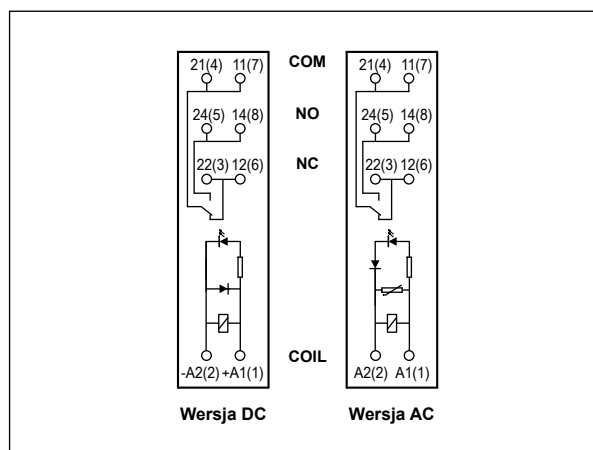 21(4) 11(7) COM 21(4) 11(7)
24(5) 14(8) NO 24(5) 14(8)
22(3) 12(6) NC 22(3) 12(6)
-A2(2) +A1(1) COIL A2(2) A1(1)
Wersja DC Wersja AC